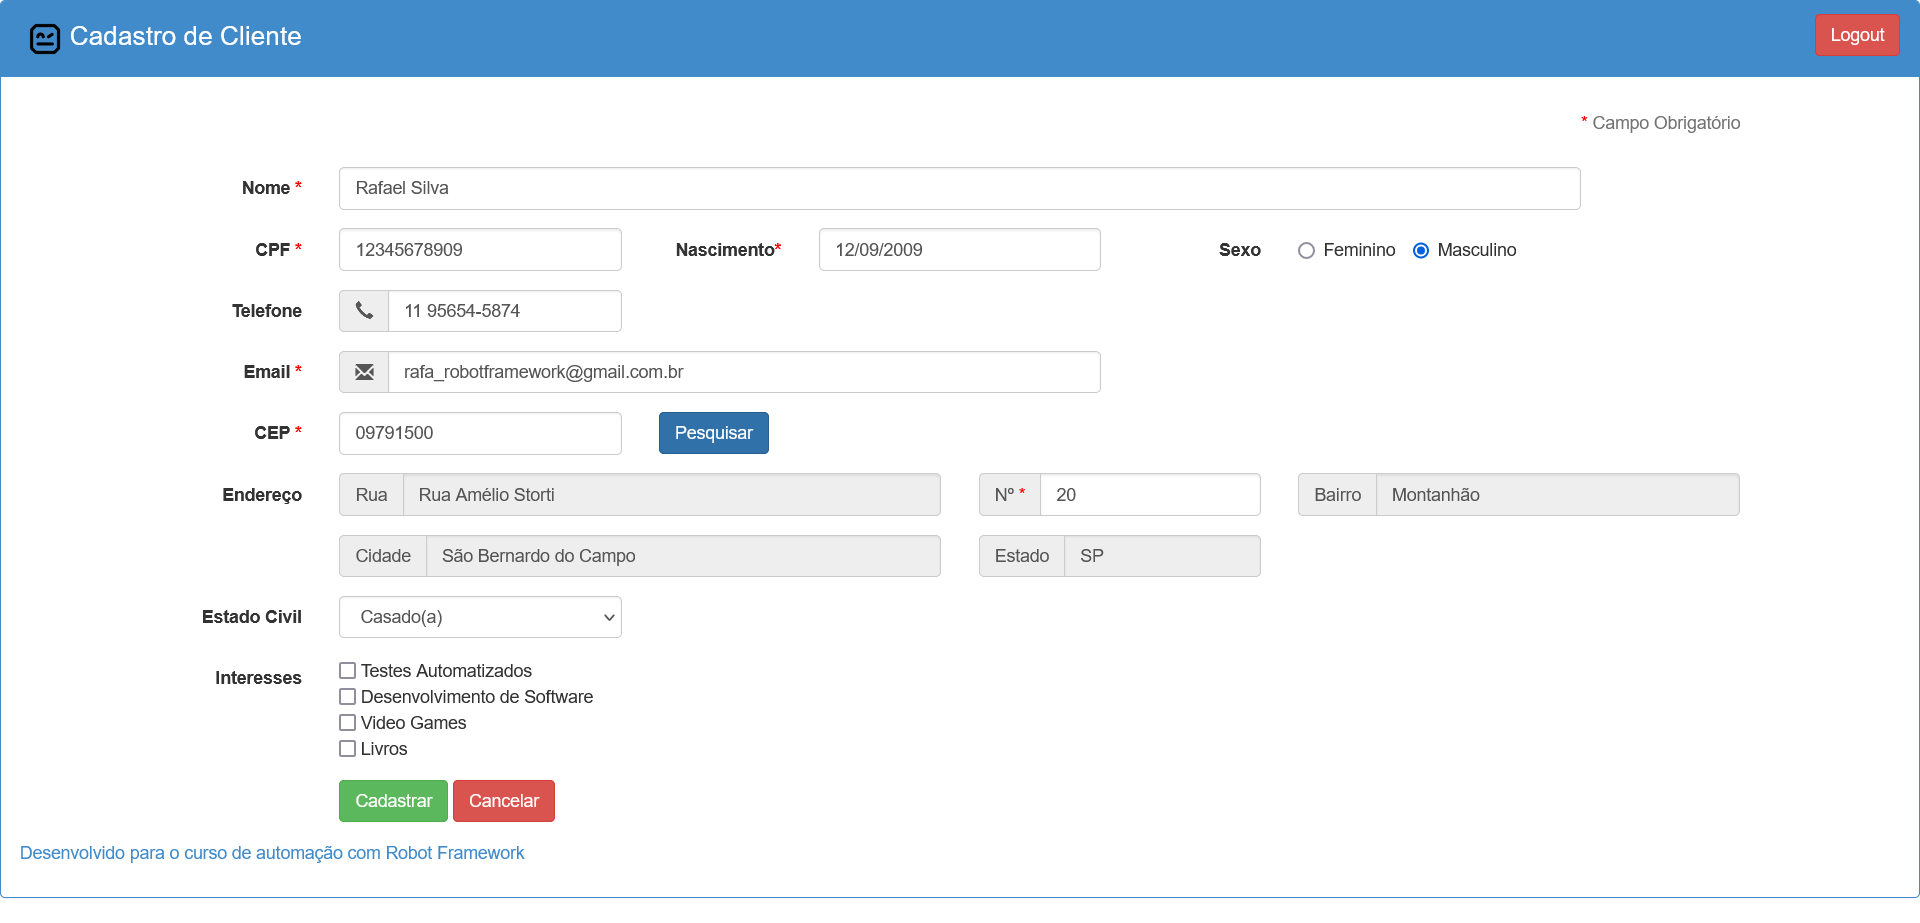 Cadastro de Cliente
Logout
* Campo Obrigatório
Nome * Rafael Silva
CPF * 12345678909 Nascimento* 12/09/2009 Sexo Feminino Masculino
Telefone 11 95654-5874
Email * rafa_robotframework@gmail.com.br
CEP * 09791500 Pesquisar
Endereço Rua Rua Amélio Storti Nº * 20 Bairro Montanhão
Cidade São Bernardo do Campo Estado SP
Estado Civil Casado(a)
Interesses
Testes Automatizados
Desenvolvimento de Software
Video Games
Livros
Cadastrar Cancelar
Desenvolvido para o curso de automação com Robot Framework